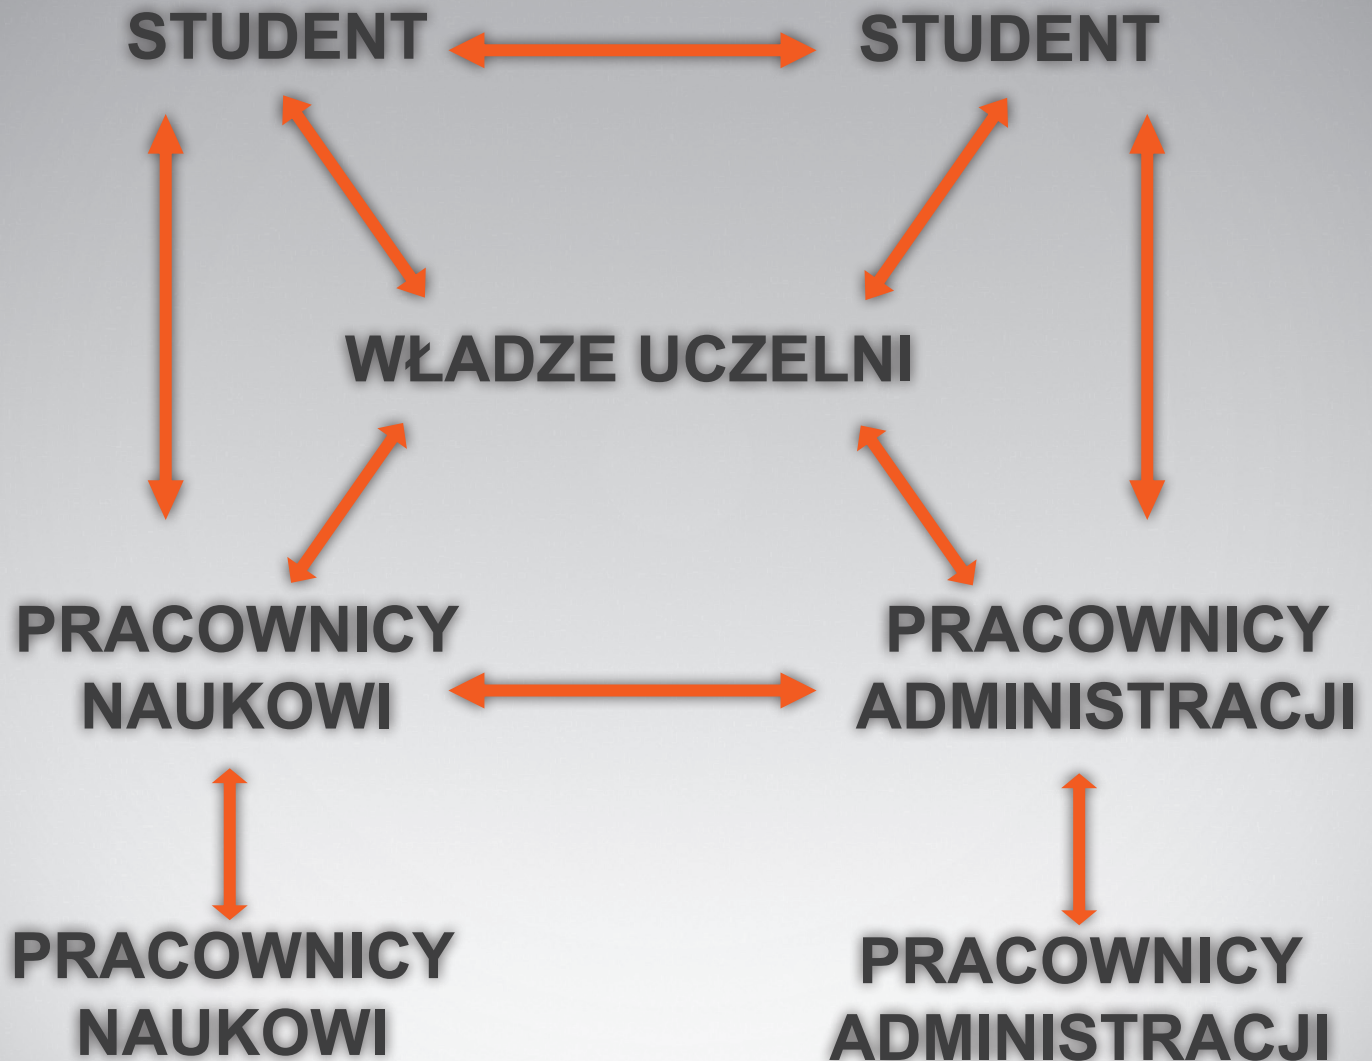 STUDENT
STUDENT
WŁADZE UCZELNI
PRACOWNICY
NAUKOWI
PRACOWNICY
ADMINISTRACJI
PRACOWNICY
NAUKOWI
PRACOWNICY
ADMINISTRACJI